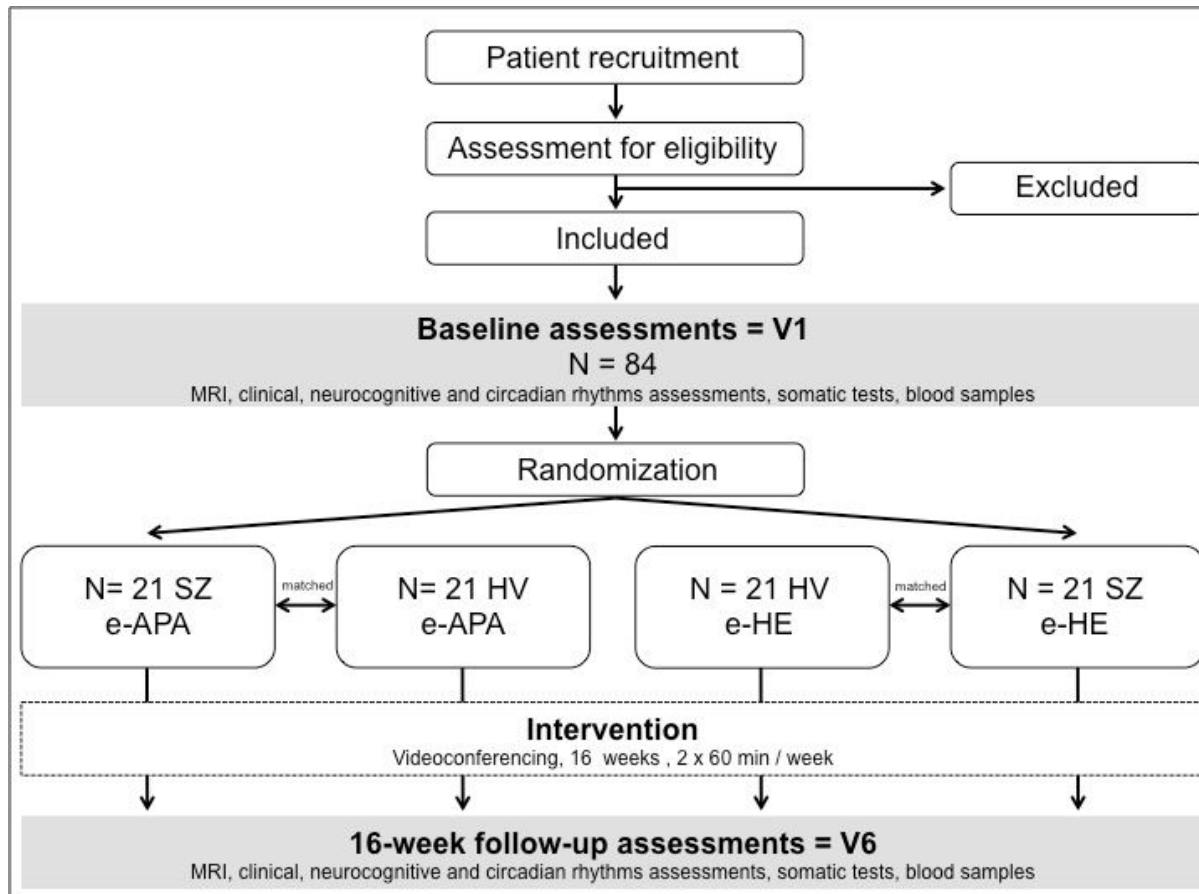 Patient recruitment
Assessment for eligibility
Excluded
Included
Baseline assessments = V1
N = 84
MRI, clinical, neurocognitive and circadian rhythms assessments, somatic tests, blood samples
Randomization
N= 21 SZ
e-APA
matched
N= 21 HV
e-APA
N = 21 HV
e-HE
matched
N = 21 SZ
e-HE
Intervention
Videoconferencing, 16 weeks , 2 x 60 min / week
16-week follow-up assessments = V6
MRI, clinical, neurocognitive and circadian rhythms assessments, somatic tests, blood samples